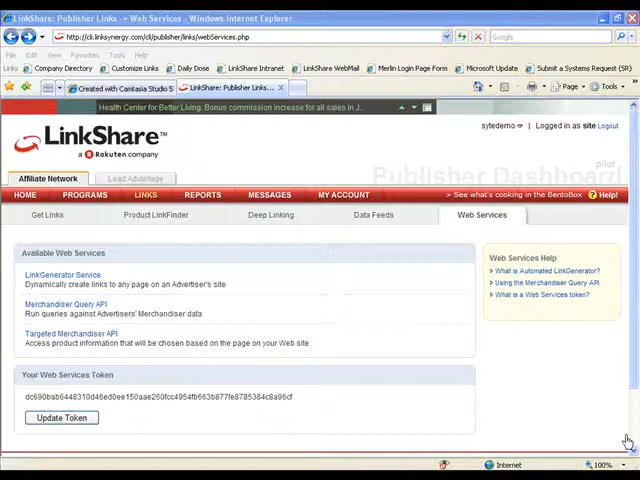 LinkShare: Publisher Links -> Web Services - Windows Internet Explorer
http://cli.linksynergy.com/cli/publisher/links/webServices.php
Google
File Edit View Favorites Tools Help
Company Directory Customize Links Daily Dose LinkShare Intranet LinkShare WebMail Merlin Login Page Form Microsoft Update Submit a Systems Request (SR)
Created with Camtasia Studio 5
LinkShare: Publisher Links...
Page Tools
Health Center for Better Living: Bonus commission increase for all sales in J...
LinkShare™
a Rakuten company
sytedemo
Logged in as site Logout
pilot
Publisher Dashboard
Affiliate Network
Lead Advantage
HOME PROGRAMS LINKS REPORTS MESSAGES MY ACCOUNT
> See what's cooking in the BentoBox
? Help!
Get Links Product LinkFinder Deep Linking Data Feeds Web Services
Available Web Services
LinkGenerator Service
Dynamically create links to any page on an Advertiser's site
Merchandiser Query API
Run queries against Advertisers' Merchandiser data
Targeted Merchandiser API
Access product information that will be chosen based on the page on your Web site
Web Services Help
What is Automated LinkGenerator?
Using the Merchandiser Query API
What is a Web Services token?
Your Web Services Token
dc690bab6448310d46ed0ee150aae260fcc4954fb663b877fe8785384c8a96cf
Update Token
Internet
100%